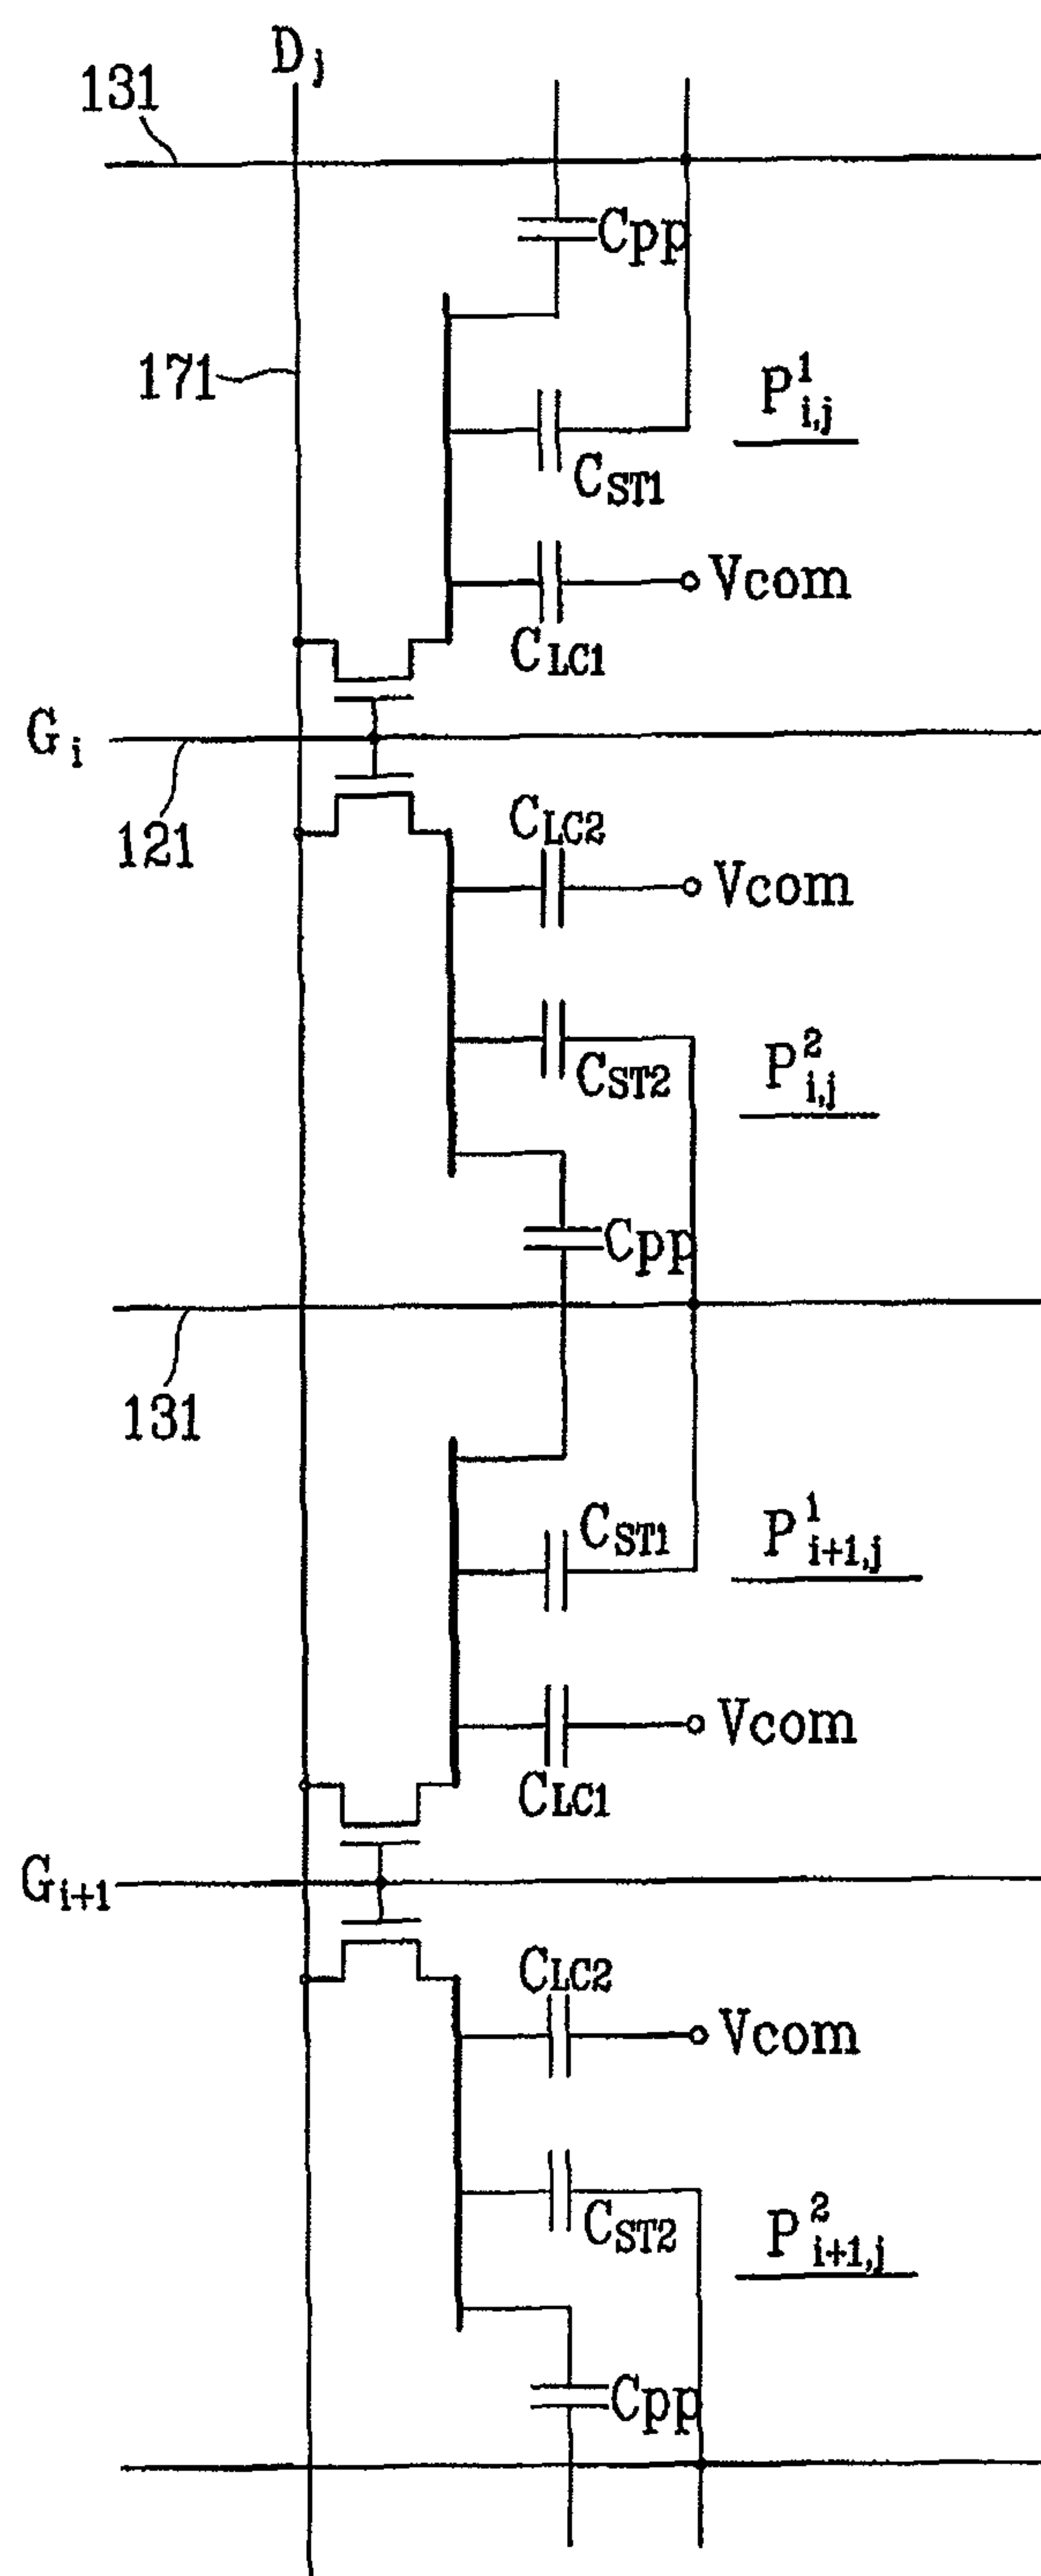 Dj
131
Cpp
171
P¹i,j
CST1
Vcom
CLC1
Gi
121
CLC2
Vcom
CST2
P²i,j
Cpp
131
CST1
P¹i+1,j
Vcom
CLC1
Gi+1
CLC2
Vcom
CST2
P²i+1,j
Cpp